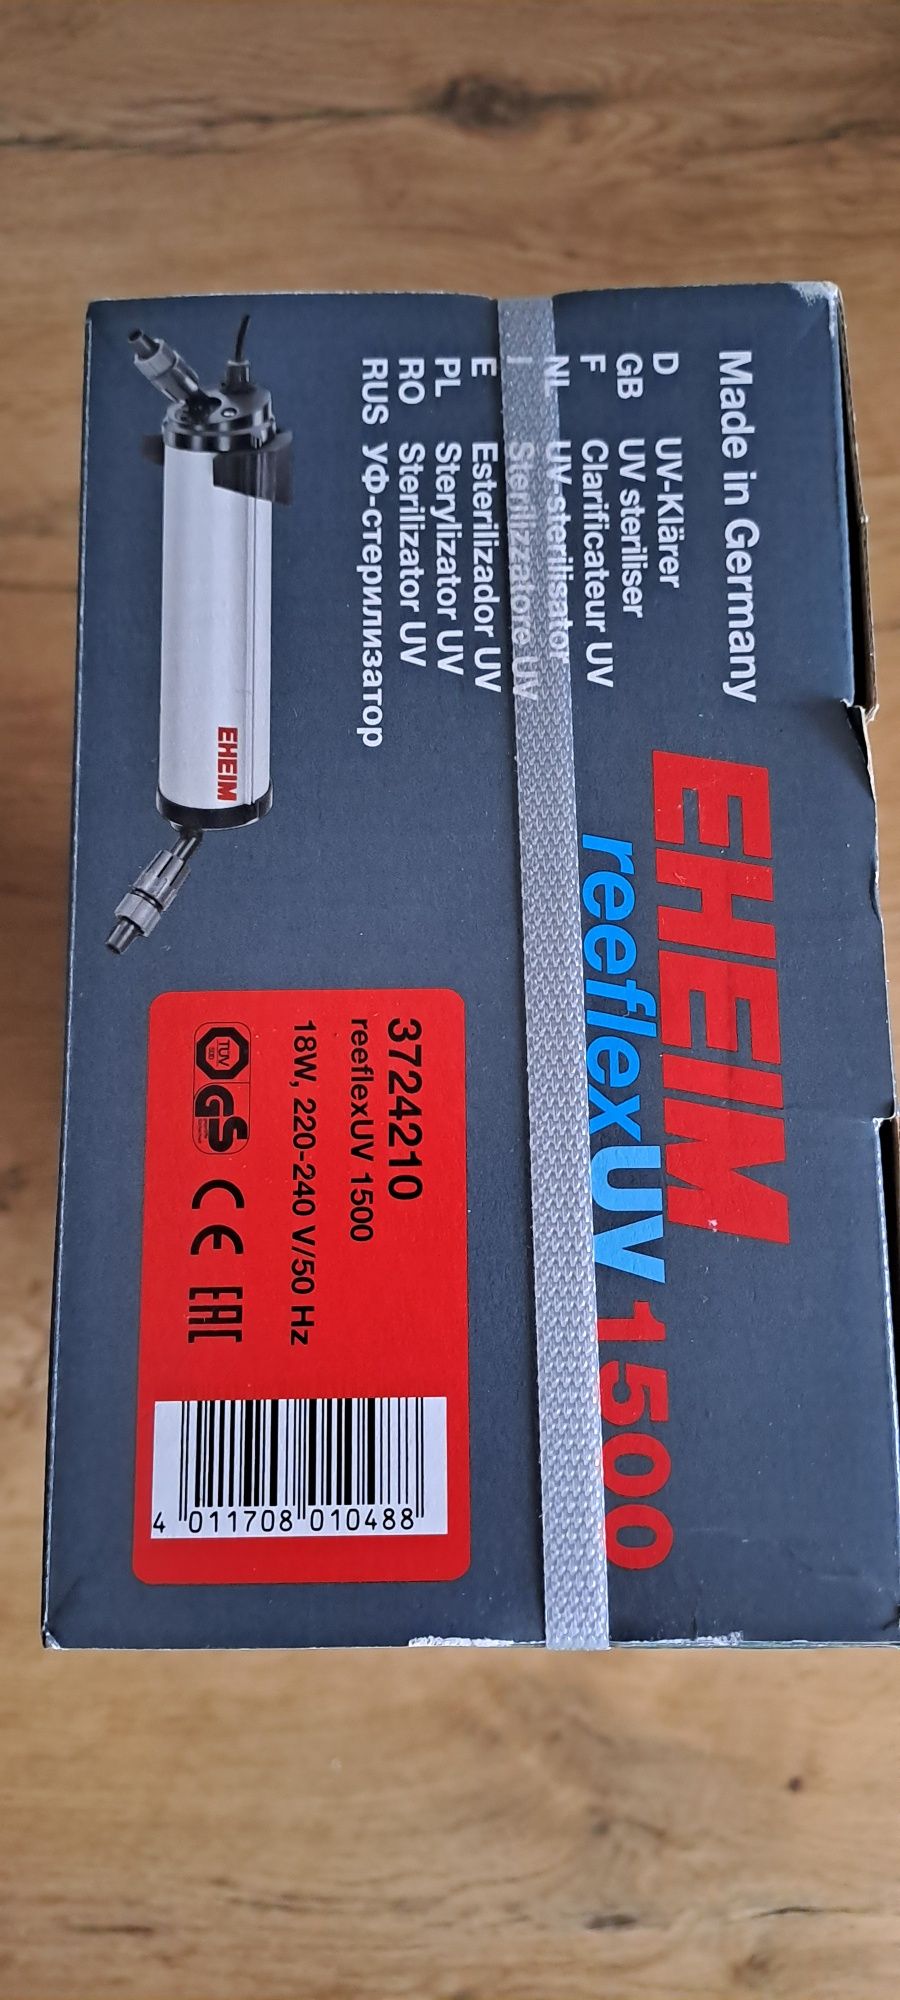 Made in Germany
D UV-Klärer
GB UV steriliser
F Clarificateur UV
NL UV-sterilisator
I Sterilizzatore UV
E Esterilizador UV
PL Sterylizator UV
RO Sterilizator UV
RUS УФ-стерилизатор
EHEIM
EHEIM
reeflexUV 1500
3724210
reeflexUV 1500
18W, 220-240 V/50 Hz
TÜV
SÜD
GS
CE EAC
4 011708 010488